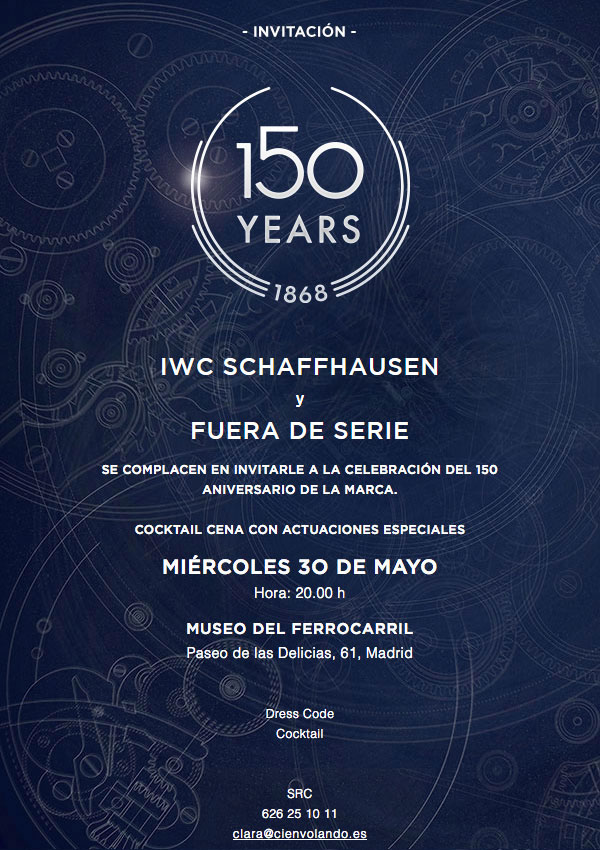 - INVITACIÓN -
150
YEARS
1868
IWC SCHAFFHAUSEN
y
FUERA DE SERIE
SE COMPLACEN EN INVITARLE A LA CELEBRACIÓN DEL 150
ANIVERSARIO DE LA MARCA.
COCKTAIL CENA CON ACTUACIONES ESPECIALES
MIÉRCOLES 30 DE MAYO
Hora: 20.00 h
MUSEO DEL FERROCARRIL
Paseo de las Delicias, 61, Madrid
Dress Code
Cocktail
SRC
626 25 10 11
clara@cienvolando.es